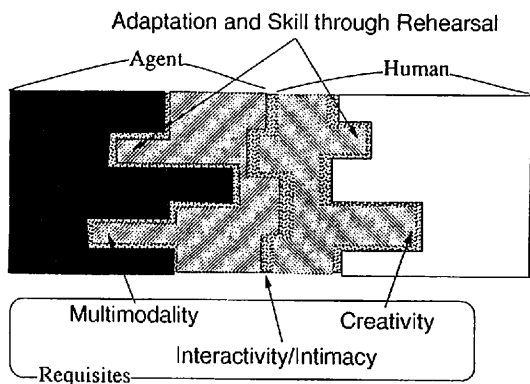 Adaptation and Skill through Rehearsal
Agent
Human
Multimodality
Creativity
Interactivity/Intimacy
Requisites